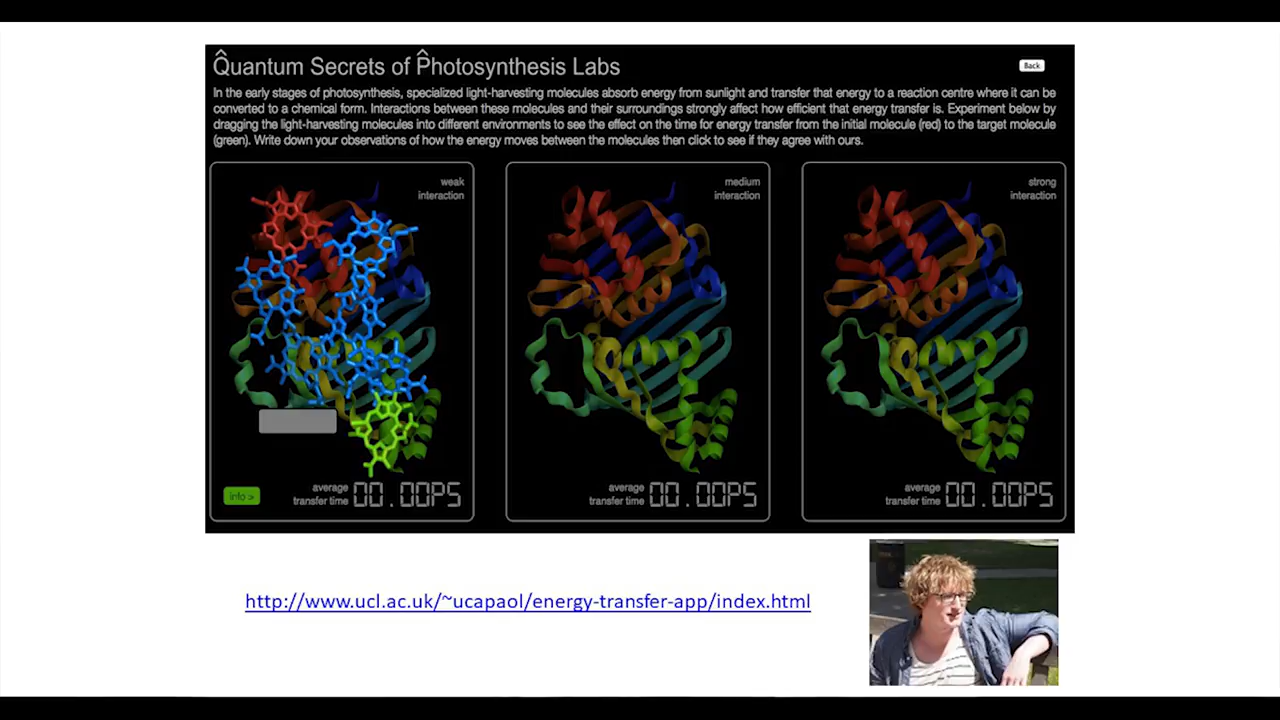 Q̂uantum Secrets of P̂hotosynthesis Labs
Back
In the early stages of photosynthesis, specialized light-harvesting molecules absorb energy from sunlight and transfer that energy to a reaction centre where it can be
converted to a chemical form. Interactions between these molecules and their surroundings strongly affect how efficient that energy transfer is. Experiment below by
dragging the light-harvesting molecules into different environments to see the effect on the time for energy transfer from the initial molecule (red) to the target molecule
(green). Write down your observations of how the energy moves between the molecules then click to see if they agree with ours.
weak
interaction
medium
interaction
strong
interaction
info >
average
transfer time 00.00PS
average
transfer time 00.00PS
average
transfer time 00.00PS
http://www.ucl.ac.uk/~ucapaol/energy-transfer-app/index.html